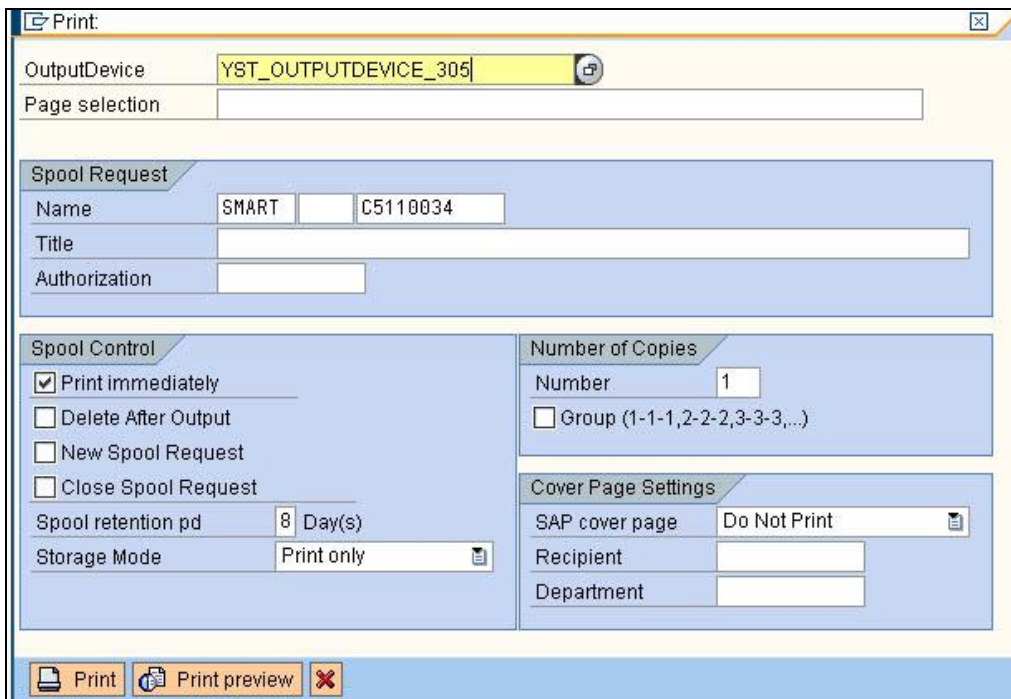 Print:
OutputDevice YST_OUTPUTDEVICE_305
Page selection
Spool Request
Name SMART C5110034
Title
Authorization
Spool Control
Print immediately
Delete After Output
New Spool Request
Close Spool Request
Spool retention pd 8 Day(s)
Storage Mode Print only
Number of Copies
Number 1
Group (1-1-1,2-2-2,3-3-3,...)
Cover Page Settings
SAP cover page Do Not Print
Recipient
Department
Print Print preview